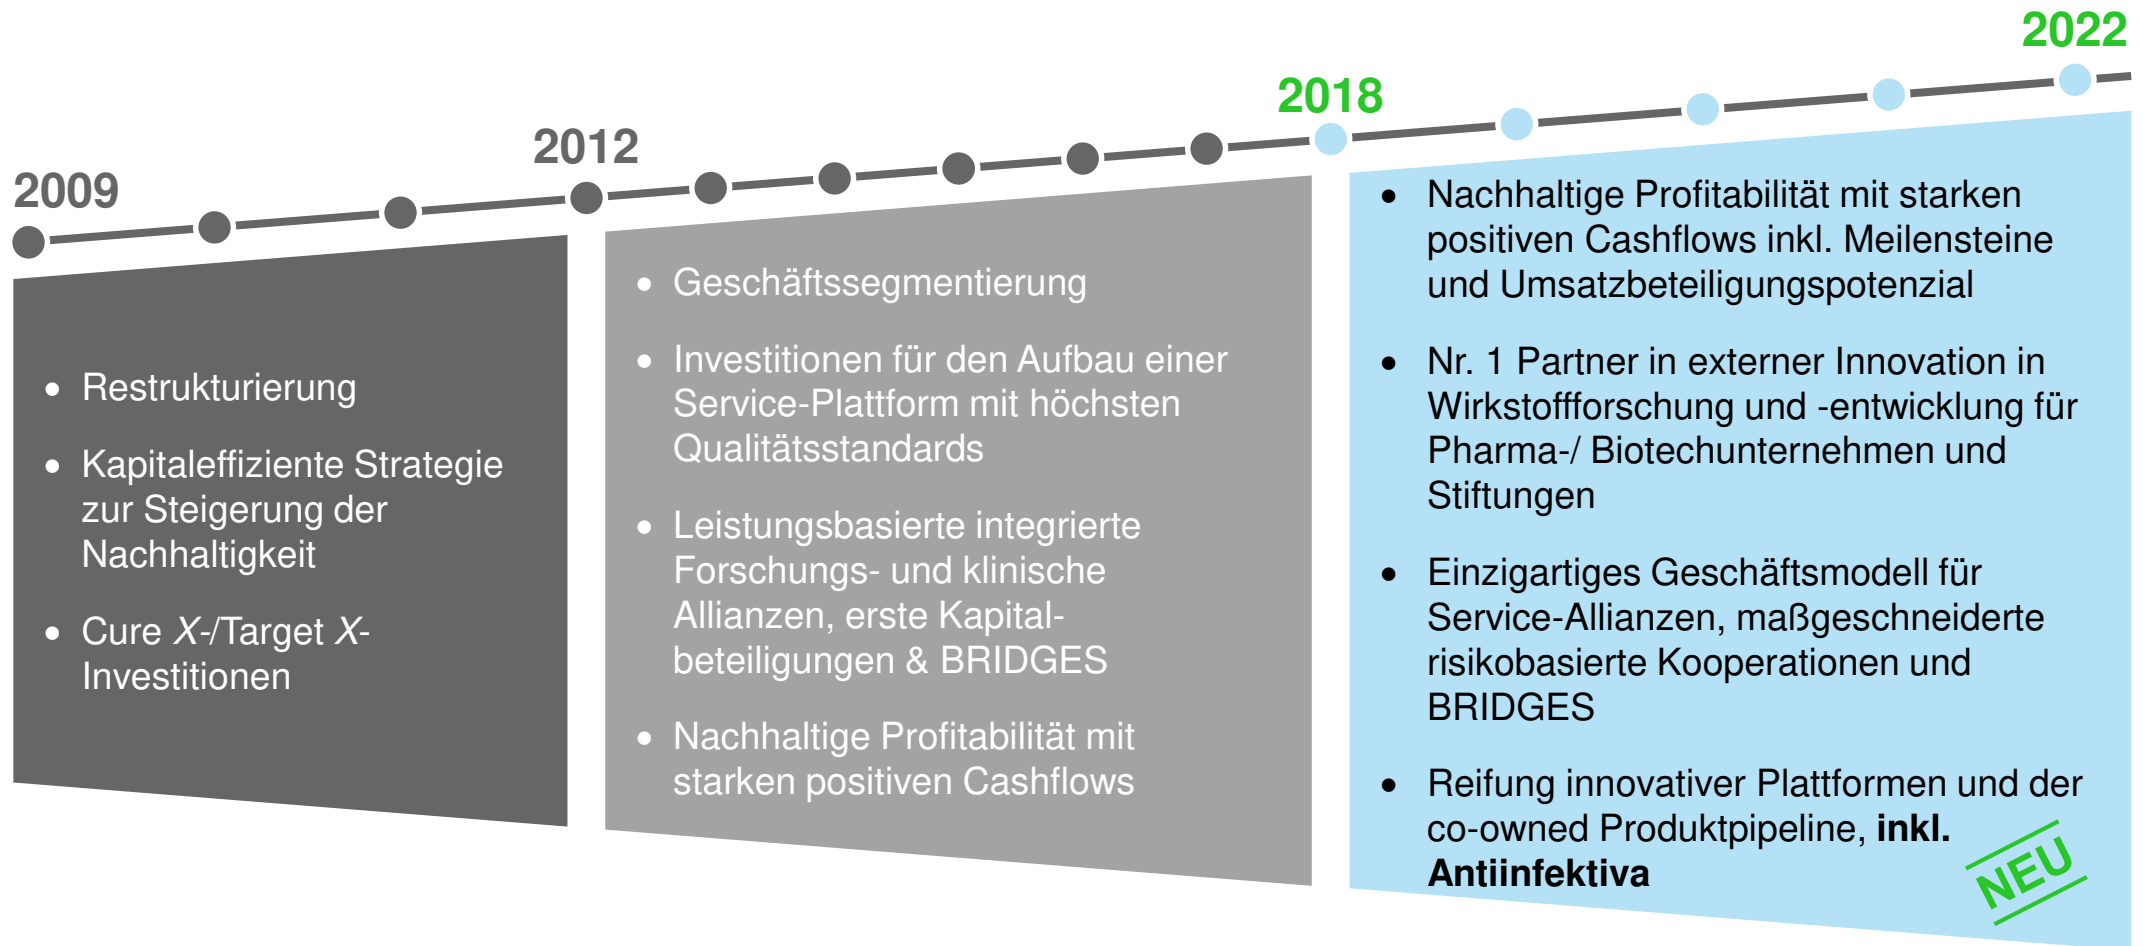 2009
2012
2018
2022
• Restrukturierung
• Kapitaleffiziente Strategie
zur Steigerung der
Nachhaltigkeit
• Cure X-/Target X-
Investitionen
• Geschäftssegmentierung
• Investitionen für den Aufbau einer
Service-Plattform mit höchsten
Qualitätsstandards
• Leistungsbasierte integrierte
Forschungs- und klinische
Allianzen, erste Kapital-
beteiligungen & BRIDGES
• Nachhaltige Profitabilität mit
starken positiven Cashflows
• Nachhaltige Profitabilität mit starken
positiven Cashflows inkl. Meilensteine
und Umsatzbeteiligungspotenzial
• Nr. 1 Partner in externer Innovation in
Wirkstoffforschung und -entwicklung für
Pharma-/ Biotechunternehmen und
Stiftungen
• Einzigartiges Geschäftsmodell für
Service-Allianzen, maßgeschneiderte
risikobasierte Kooperationen und
BRIDGES
• Reifung innovativer Plattformen und der
co-owned Produktpipeline, inkl.
Antiinfektiva
NEU